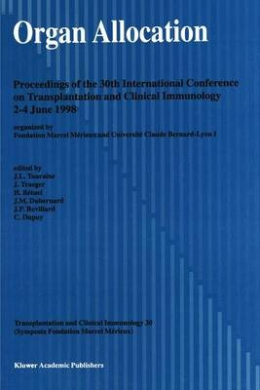 Organ Allocation
Proceedings of the 30th International Conference
on Transplantation and Clinical Immunology
2-4 June 1998
organized by
Fondation Marcel Mérieux and Université Claude Bernard-Lyon I
edited by
J.L. Touraine
J. Traeger
H. Bétuel
J.M. Dubernard
J.P. Revillard
C. Dupuy
Transplantation and Clinical Immunology 30
(Symposia Fondation Marcel Mérieux)
Kluwer Academic Publishers